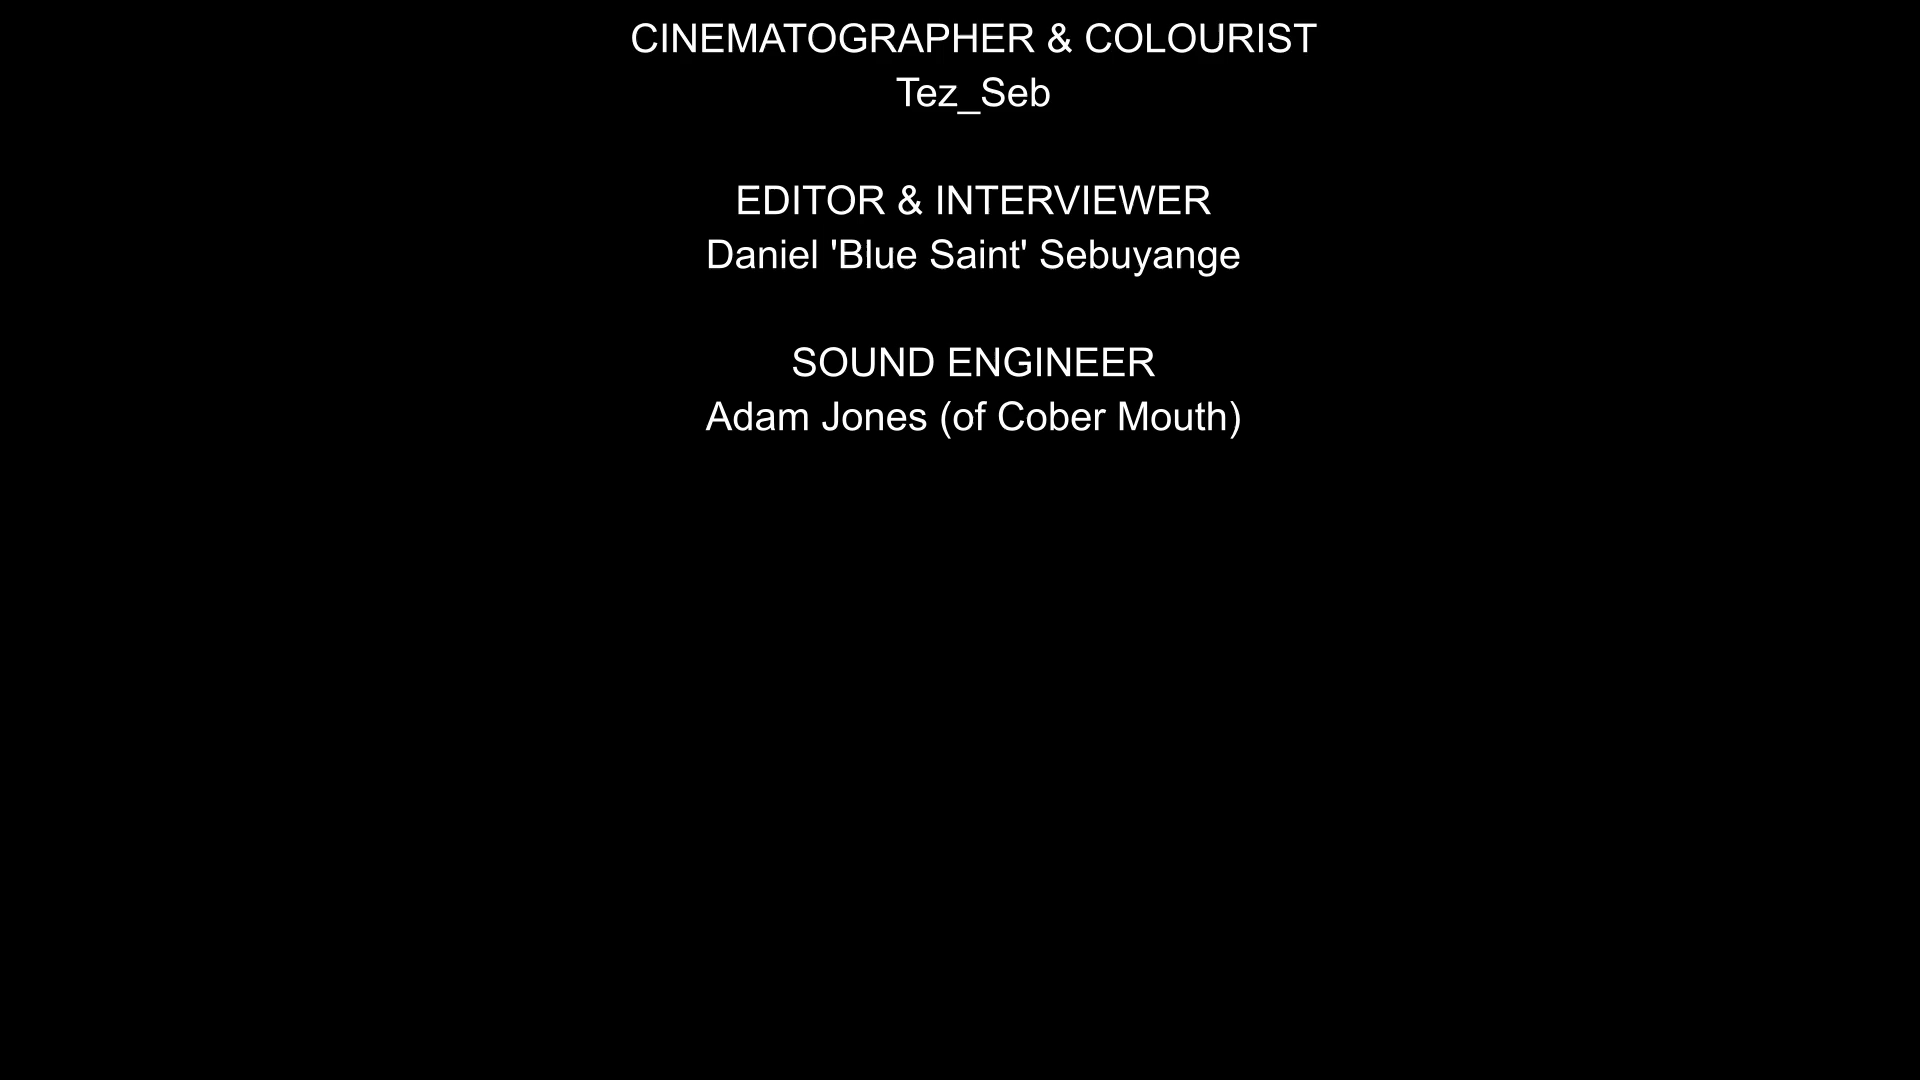 CINEMATOGRAPHER & COLOURIST
Tez_Seb
EDITOR & INTERVIEWER
Daniel 'Blue Saint' Sebuyange
SOUND ENGINEER
Adam Jones (of Cober Mouth)